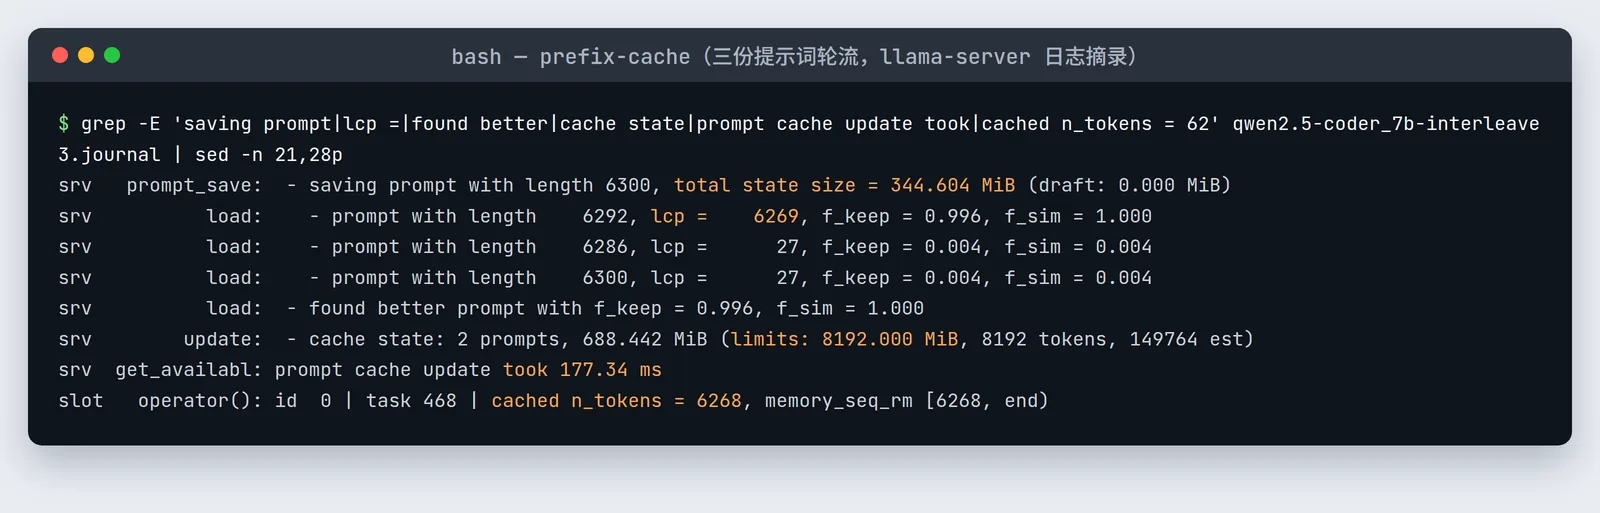 bash — prefix-cache（三份提示词轮流，llama-server 日志摘录）
$ grep -E 'saving prompt|lcp =|found better|cache state|prompt cache update took|cached n_tokens = 62' qwen2.5-coder_7b-interleave
3.journal | sed -n 21,28p
srv   prompt_save:  - saving prompt with length 6300, total state size = 344.604 MiB (draft: 0.000 MiB)
srv          load:    - prompt with length    6292, lcp =    6269, f_keep = 0.996, f_sim = 1.000
srv          load:    - prompt with length    6286, lcp =      27, f_keep = 0.004, f_sim = 0.004
srv          load:    - prompt with length    6300, lcp =      27, f_keep = 0.004, f_sim = 0.004
srv          load:  - found better prompt with f_keep = 0.996, f_sim = 1.000
srv        update:  - cache state: 2 prompts, 688.442 MiB (limits: 8192.000 MiB, 8192 tokens, 149764 est)
srv  get_availabl: prompt cache update took 177.34 ms
slot   operator(): id  0 | task 468 | cached n_tokens = 6268, memory_seq_rm [6268, end)